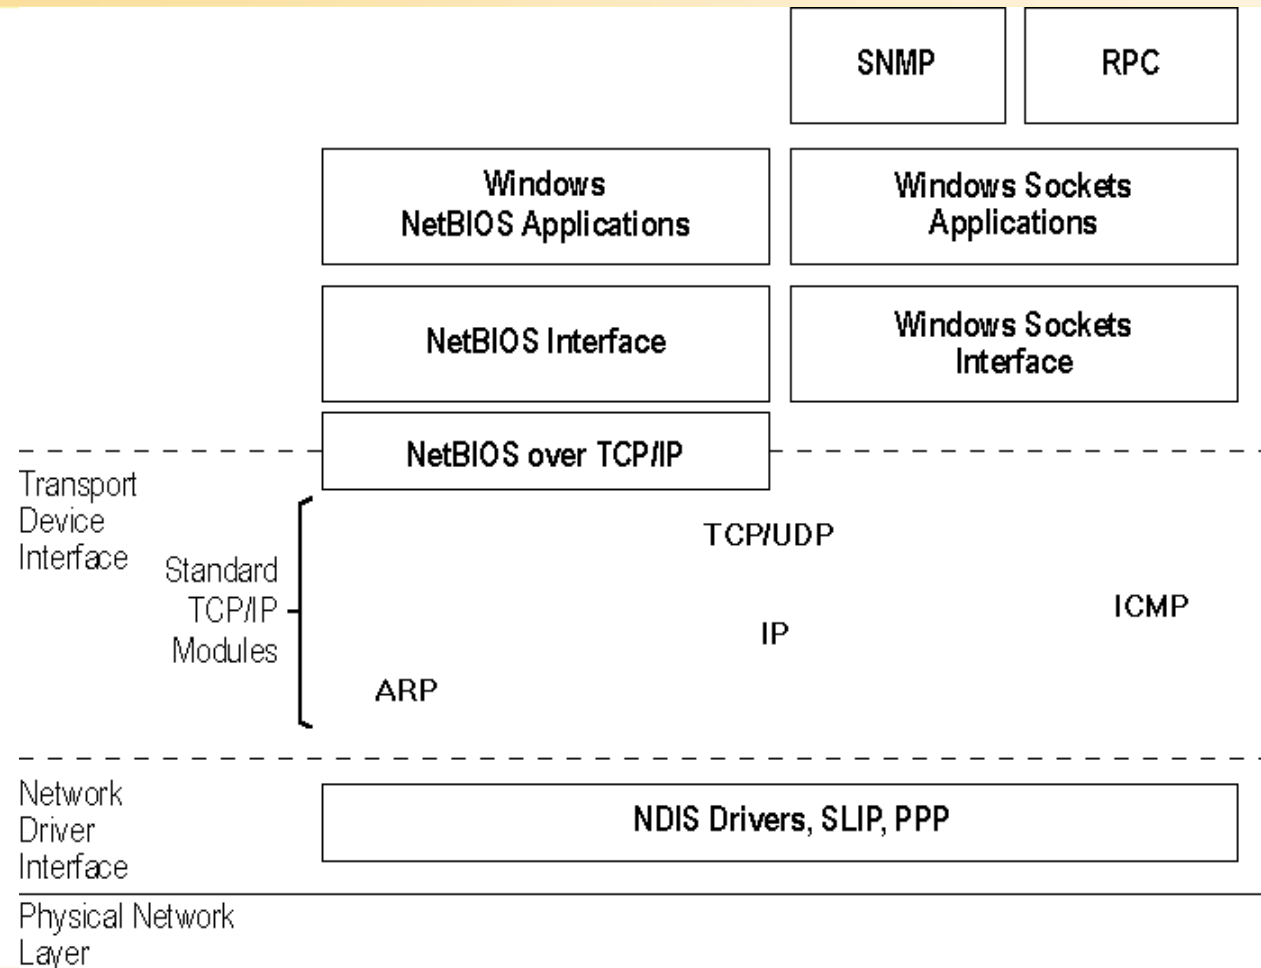 SNMP
RPC
Windows
NetBIOS Applications
Windows Sockets
Applications
NetBIOS Interface
Windows Sockets
Interface
NetBIOS over TCP/IP
Transport
Device
Interface
Standard
TCP/IP
Modules
TCP/UDP
ICMP
IP
ARP
Network
Driver
Interface
NDIS Drivers, SLIP, PPP
Physical Network
Layer